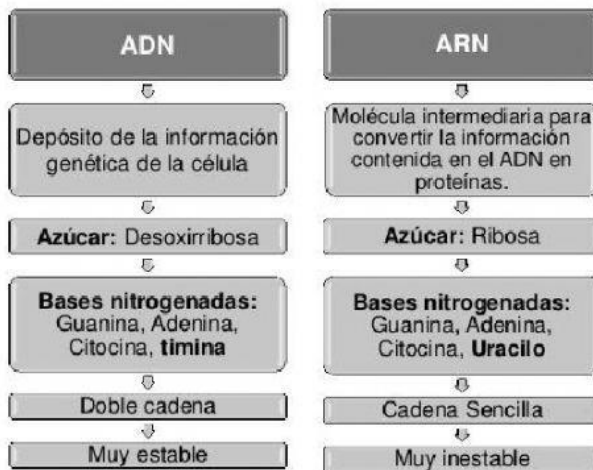 ADN
Depósito de la información
genética de la célula
Azúcar: Desoxirribosa
Bases nitrogenadas:
Guanina, Adenina,
Citocina, timina
Doble cadena
Muy estable
ARN
Molécula intermediaria para
convertir la información
contenida en el ADN en
proteínas.
Azúcar: Ribosa
Bases nitrogenadas:
Guanina, Adenina,
Citocina, Uracilo
Cadena Sencilla
Muy inestable